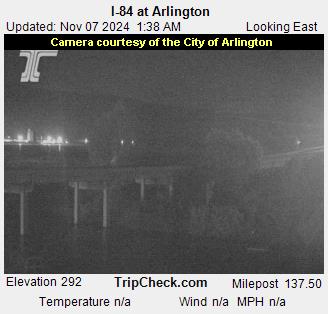 I-84 at Arlington
Updated: Nov 07 2024 1:38 AM Looking East
Camera courtesy of the City of Arlington
Elevation 292 TripCheck.com Milepost 137.50
Temperature n/a Wind n/a MPH n/a